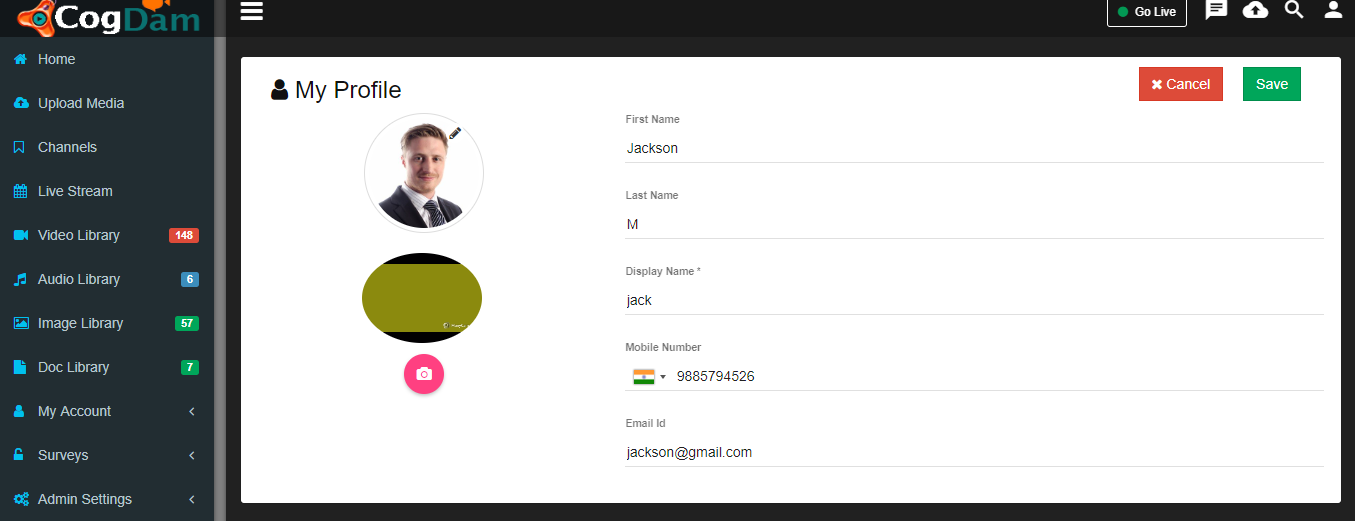 CogDam
Go Live
Home
Upload Media
Channels
Live Stream
Video Library 148
Audio Library 6
Image Library 57
Doc Library 7
My Account
Surveys
Admin Settings
My Profile
Cancel
Save
First Name
Jackson
Last Name
M
Display Name *
jack
Mobile Number
9885794526
Email Id
jackson@gmail.com